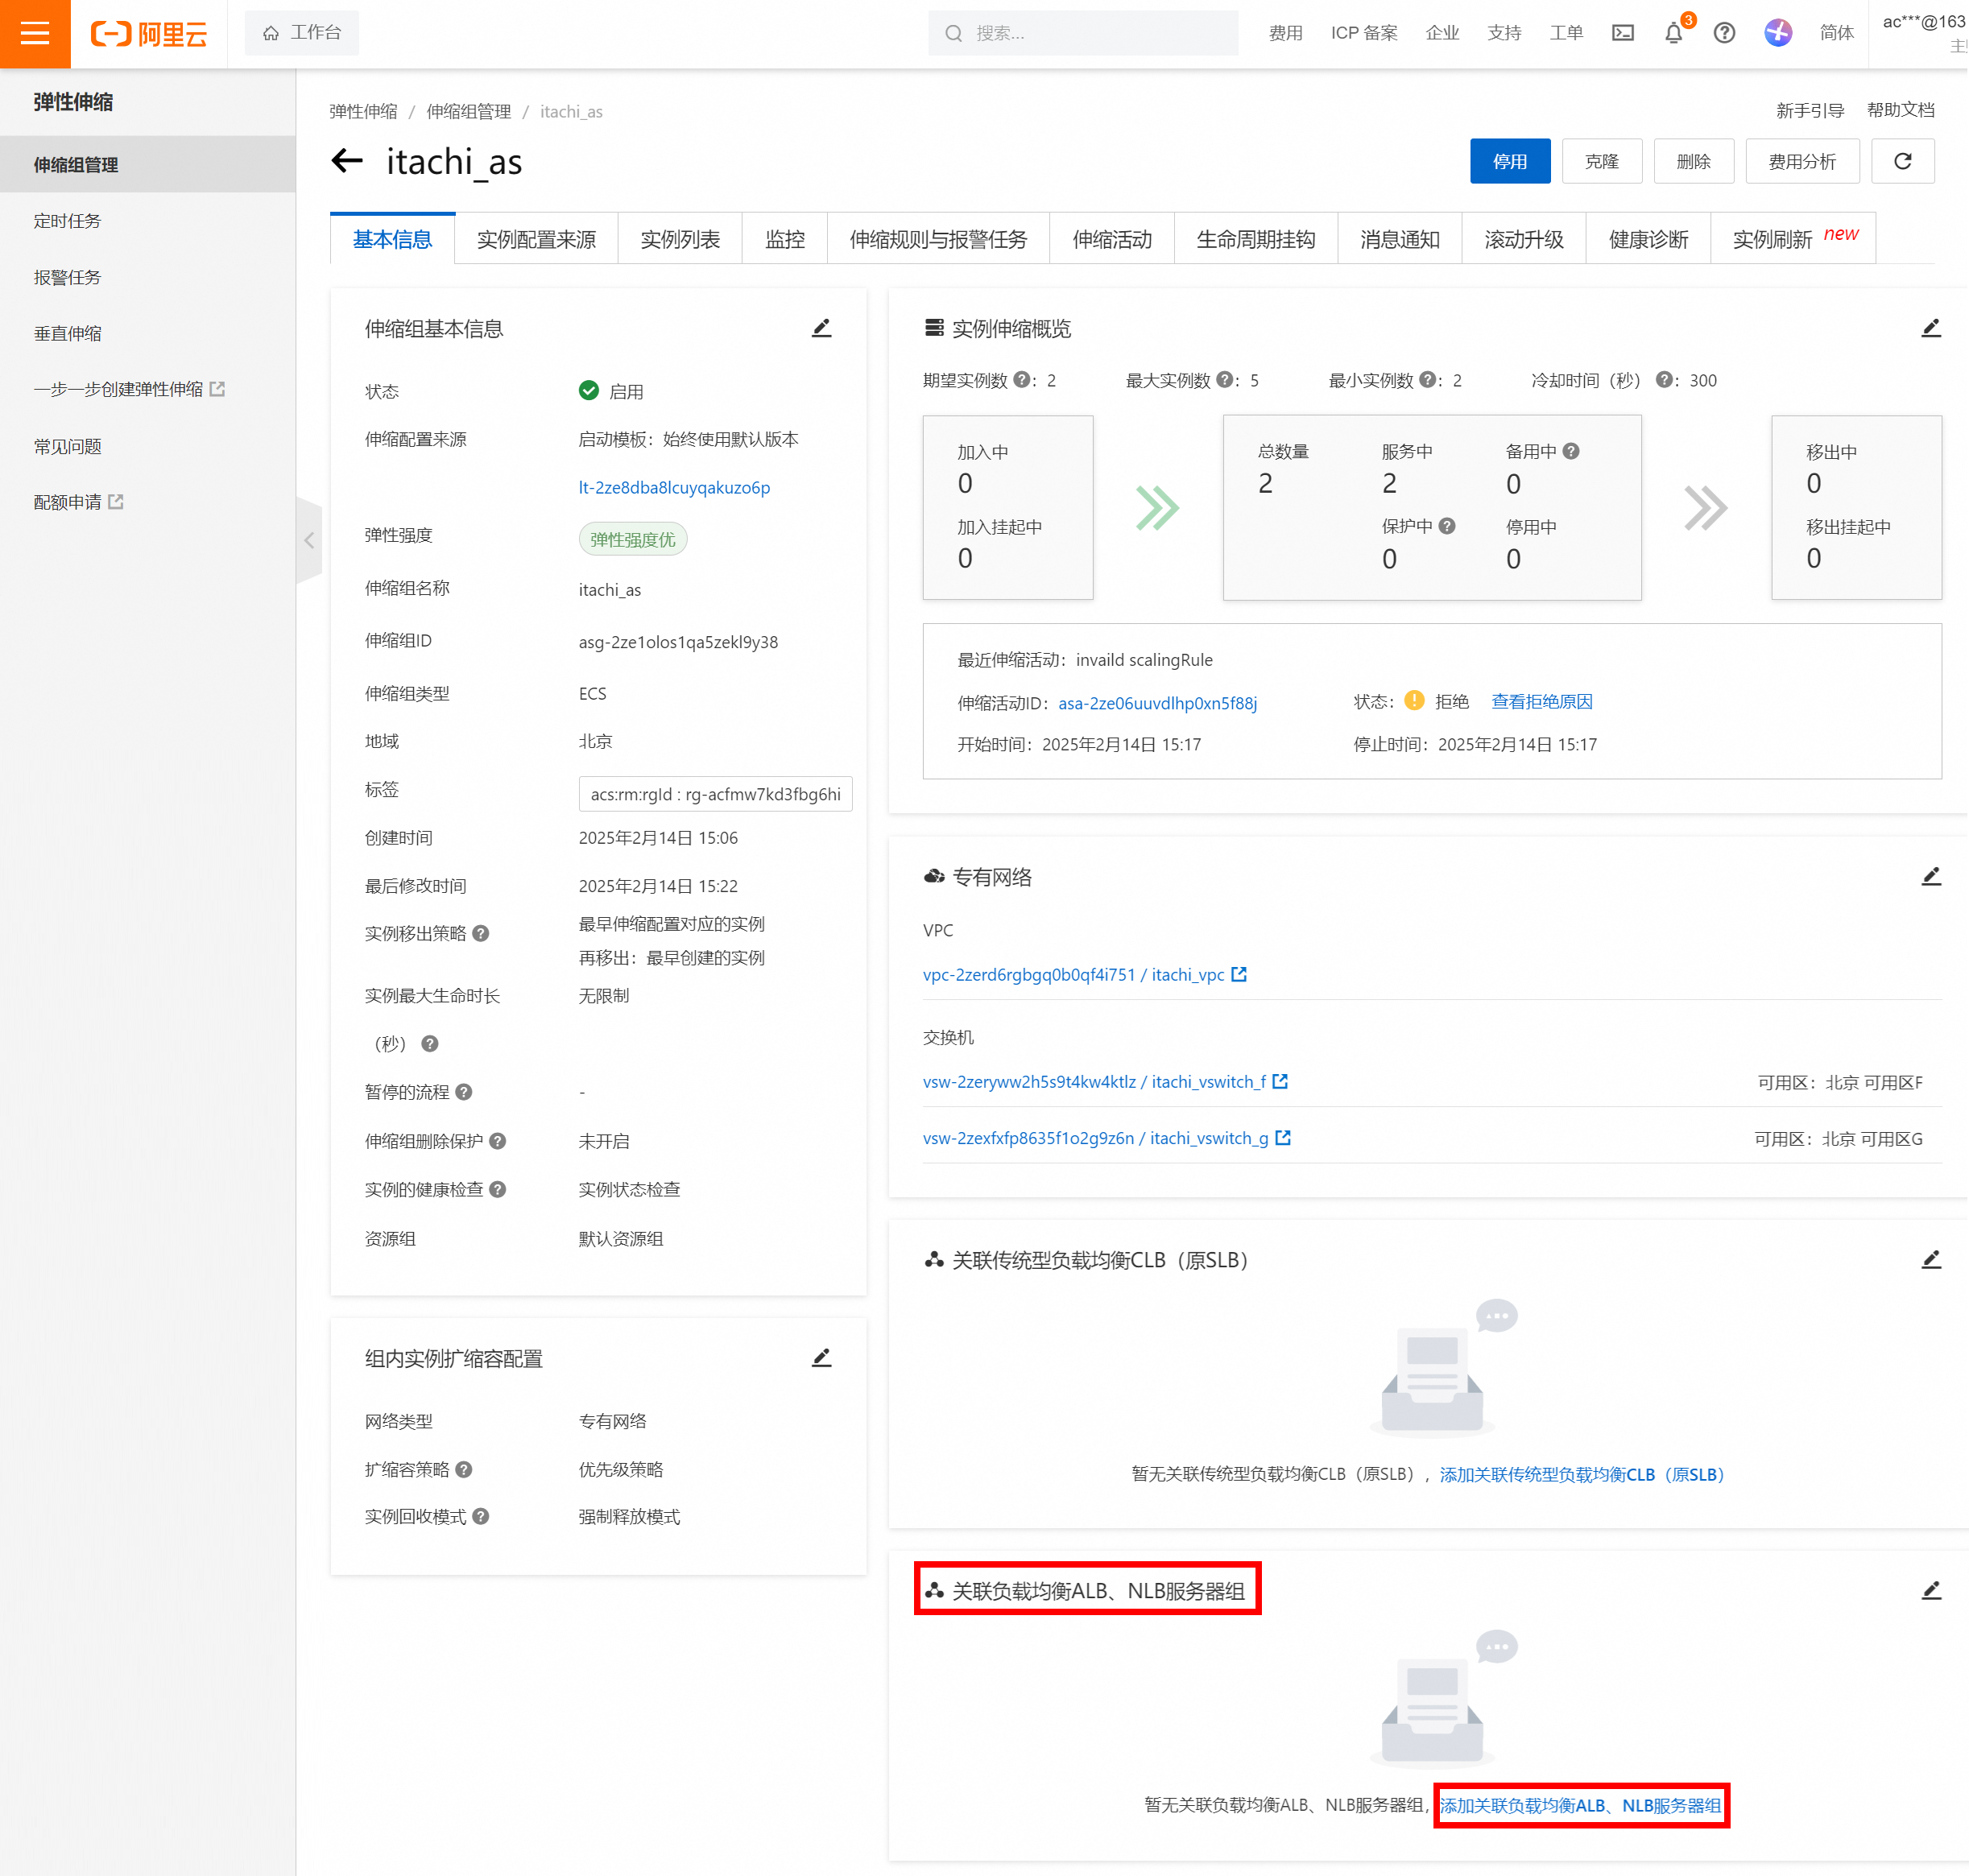 阿里云
工作台
搜索...
费用
ICP 备案
企业
支持
工单
3
简体
ac***@163
弹性伸缩
伸缩组管理
定时任务
报警任务
垂直伸缩
一步一步创建弹性伸缩
常见问题
配额申请
弹性伸缩 / 伸缩组管理 / itachi_as
新手引导 帮助文档
itachi_as
停用 克隆 删除 费用分析
基本信息 实例配置来源 实例列表 监控 伸缩规则与报警任务 伸缩活动 生命周期挂钩 消息通知 滚动升级 健康诊断 实例刷新 new
伸缩组基本信息
状态 启用
伸缩配置来源 启动模板：始终使用默认版本
lt-2ze8dba8lcuyqakuzo6p
弹性强度 弹性强度优
伸缩组名称 itachi_as
伸缩组ID asg-2ze1olos1qa5zekl9y38
伸缩组类型 ECS
地域 北京
标签 acs:rm:rgId : rg-acfmw7kd3fbg6hi
创建时间 2025年2月14日 15:06
最后修改时间 2025年2月14日 15:22
实例移出策略 最早伸缩配置对应的实例
再移出：最早创建的实例
实例最大生命时长 无限制
（秒）
暂停的流程 -
伸缩组删除保护 未开启
实例的健康检查 实例状态检查
资源组 默认资源组
组内实例扩缩容配置
网络类型 专有网络
扩缩容策略 优先级策略
实例回收模式 强制释放模式
实例伸缩概览
期望实例数 ：2 最大实例数 ：5 最小实例数 ：2 冷却时间（秒） ：300
加入中
0
加入挂起中
0
总数量 服务中 备用中
2 2 0
保护中 停用中
0 0
移出中
0
移出挂起中
0
最近伸缩活动：invaild scalingRule
伸缩活动ID：asa-2ze06uuvdlhp0xn5f88j 状态： 拒绝 查看拒绝原因
开始时间：2025年2月14日 15:17 停止时间：2025年2月14日 15:17
专有网络
VPC
vpc-2zerd6rgbgq0b0qf4i751 / itachi_vpc
交换机
vsw-2zeryww2h5s9t4kw4ktlz / itachi_vswitch_f 可用区：北京 可用区F
vsw-2zexfxfp8635f1o2g9z6n / itachi_vswitch_g 可用区：北京 可用区G
关联传统型负载均衡CLB（原SLB）
暂无关联传统型负载均衡CLB（原SLB），添加关联传统型负载均衡CLB（原SLB）
关联负载均衡ALB、NLB服务器组
暂无关联负载均衡ALB、NLB服务器组，添加关联负载均衡ALB、NLB服务器组